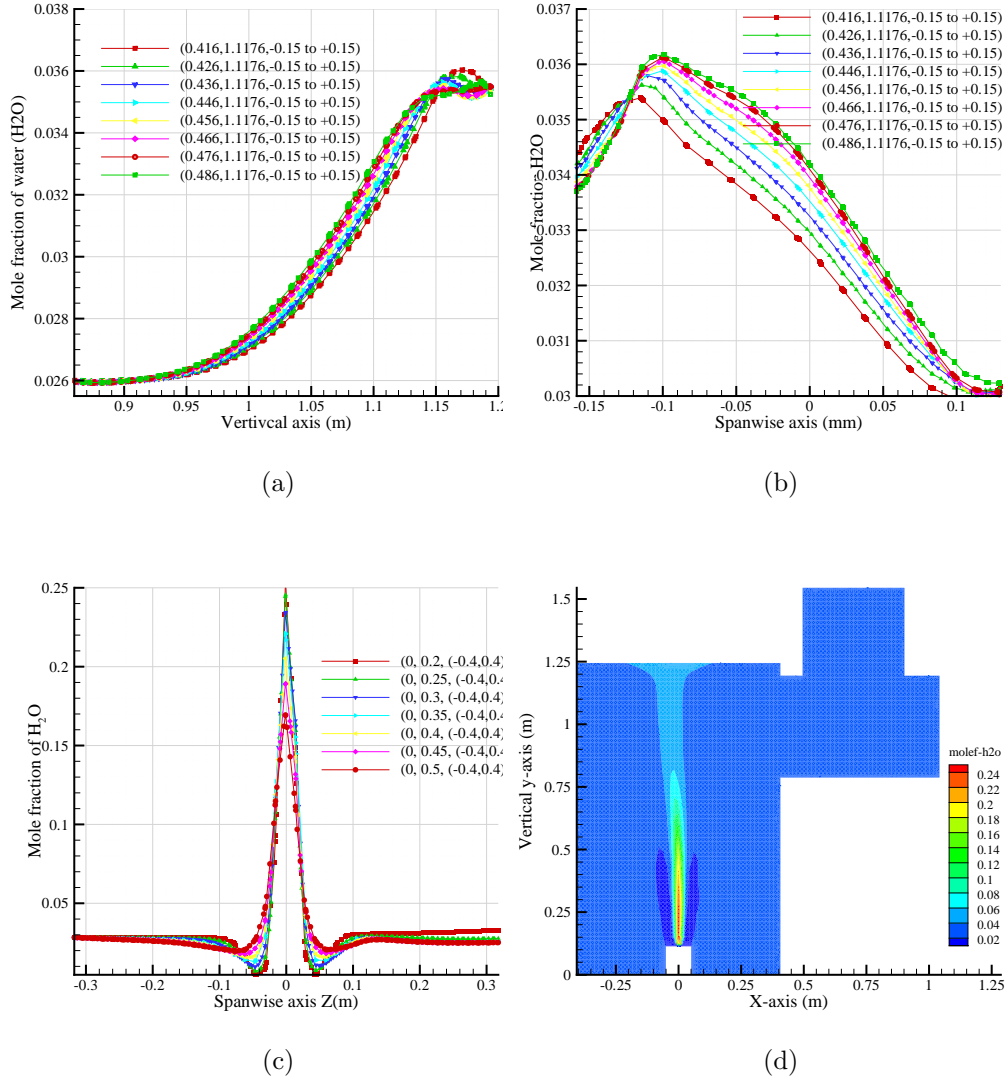 0.038
0.036
0.034
0.032
0.03
0.028
0.026
Mole fraction of water (H2O)
(0.416,1.1176,-0.15 to +0.15)
(0.426,1.1176,-0.15 to +0.15)
(0.436,1.1176,-0.15 to +0.15)
(0.446,1.1176,-0.15 to +0.15)
(0.456,1.1176,-0.15 to +0.15)
(0.466,1.1176,-0.15 to +0.15)
(0.476,1.1176,-0.15 to +0.15)
(0.486,1.1176,-0.15 to +0.15)
0.9 0.95 1.0 1.05 1.1 1.15 1.
Vertivcal axis (m)
(a)
0.037
0.036
0.035
0.034
0.033
0.032
0.031
0.03
Mole fraction H2O
(0.416,1.1176,-0.15 to +0.15)
(0.426,1.1176,-0.15 to +0.15)
(0.436,1.1176,-0.15 to +0.15)
(0.446,1.1176,-0.15 to +0.15)
(0.456,1.1176,-0.15 to +0.15)
(0.466,1.1176,-0.15 to +0.15)
(0.476,1.1176,-0.15 to +0.15)
(0.486,1.1176,-0.15 to +0.15)
-0.15 -0.1 -0.05 0 0.05 0.1
Spanwise axis (mm)
(b)
0.25
0.2
0.15
0.1
0.05
Mole fraction of H2O
(0, 0.2, (-0.4,0.4)
(0, 0.25, (-0.4,0.4
(0, 0.3, (-0.4,0.4)
(0, 0.35, (-0.4,0.4
(0, 0.4, (-0.4,0.4)
(0, 0.45, (-0.4,0.4
(0, 0.5, (-0.4,0.4)
-0.3 -0.2 -0.1 0 0.1 0.2 0.3
Spanwise axis Z(m)
(c)
1.5
1.25
1
0.75
0.5
0.25
0
Vertical y-axis (m)
molef-h2o
0.24
0.2
0.18
0.16
0.13
0.1
0.08
0.06
0.04
0.02
-0.25 0 0.25 0.5 0.75 1 1.25
X-axis (m)
(d)